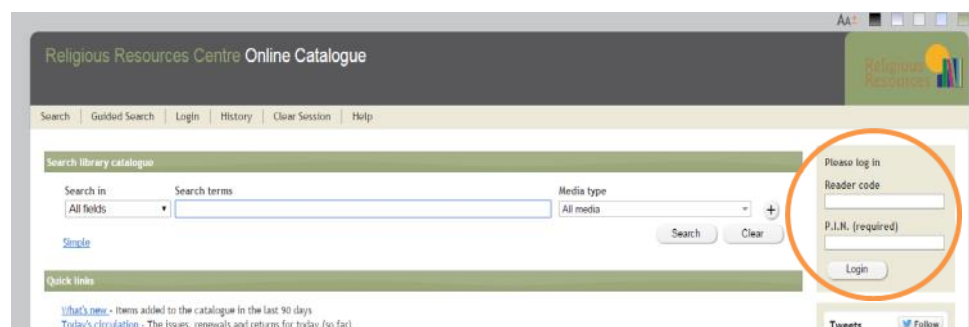 AA±
Religious Resources Centre Online Catalogue
Religious
Resources
Search Guided Search Login History Clear Session Help
Search library catalogue
Please log in
Search in Search terms Media type
Reader code
All fields All media +
P.I.N. (required)
Search Clear
Simple
Login
Quick links
What's new - Items added to the catalogue in the last 90 days
Today's circulation - The issues, renewals and returns for today (so far)
Tweets Follow